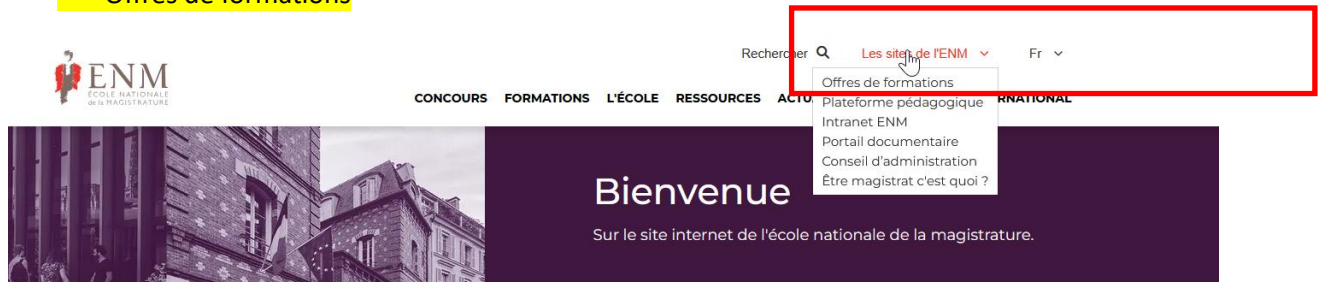 Offres de formations
Rechercher Les sites de l'ENM Fr
ENM
ÉCOLE NATIONALE
de la MAGISTRATURE
CONCOURS FORMATIONS L'ÉCOLE RESSOURCES
Offres de formations
Plateforme pédagogique
Intranet ENM
Portail documentaire
Conseil d'administration
Être magistrat c'est quoi ?
Bienvenue
Sur le site internet de l'école nationale de la magistrature.